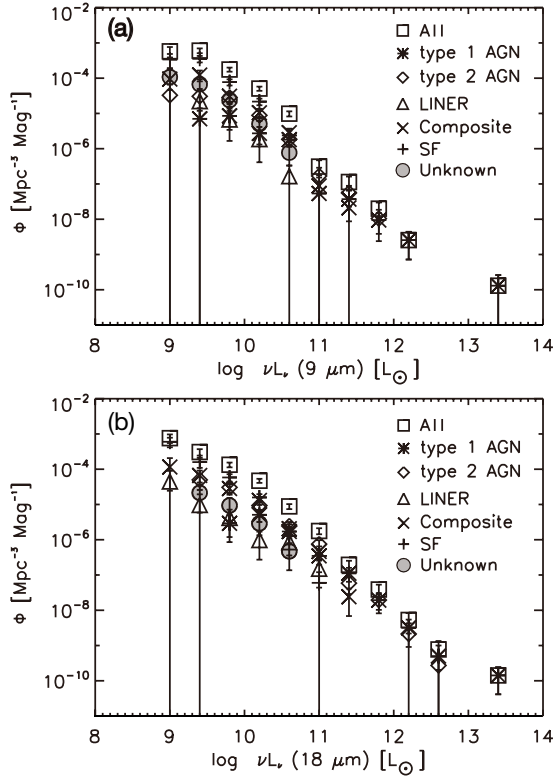 (a)
All
type 1 AGN
type 2 AGN
LINER
Composite
SF
Unknown
10⁻²
10⁻⁴
10⁻⁶
10⁻⁸
10⁻¹⁰
Φ [Mpc⁻³ Mag⁻¹]
8 9 10 11 12 13 14
log νLᵥ (9 μm) [L⊙]
(b)
All
type 1 AGN
type 2 AGN
LINER
Composite
SF
Unknown
10⁻²
10⁻⁴
10⁻⁶
10⁻⁸
10⁻¹⁰
Φ [Mpc⁻³ Mag⁻¹]
8 9 10 11 12 13 14
log νLᵥ (18 μm) [L⊙]